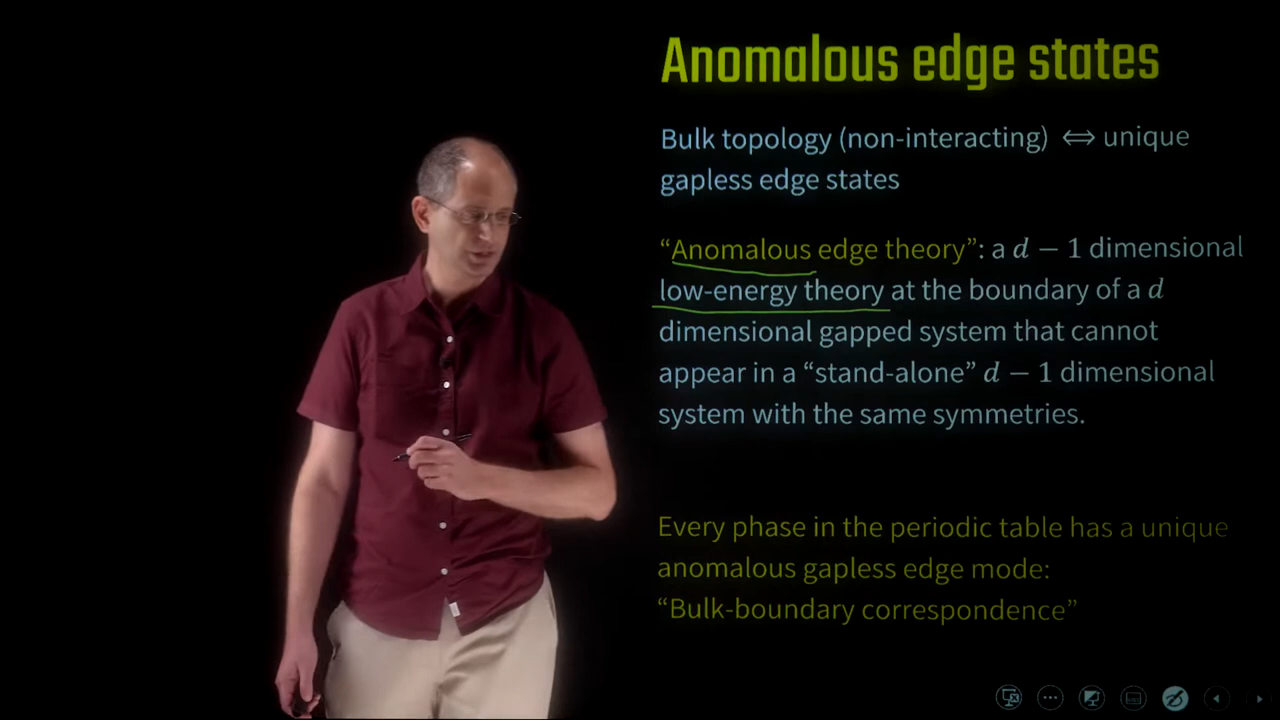 Anomalous edge states
Bulk topology (non-interacting) ⟺ unique
gapless edge states
“Anomalous edge theory”: a d − 1 dimensional
low-energy theory at the boundary of a d
dimensional gapped system that cannot
appear in a “stand-alone” d − 1 dimensional
system with the same symmetries.
Every phase in the periodic table has a unique
anomalous gapless edge mode:
“Bulk-boundary correspondence”